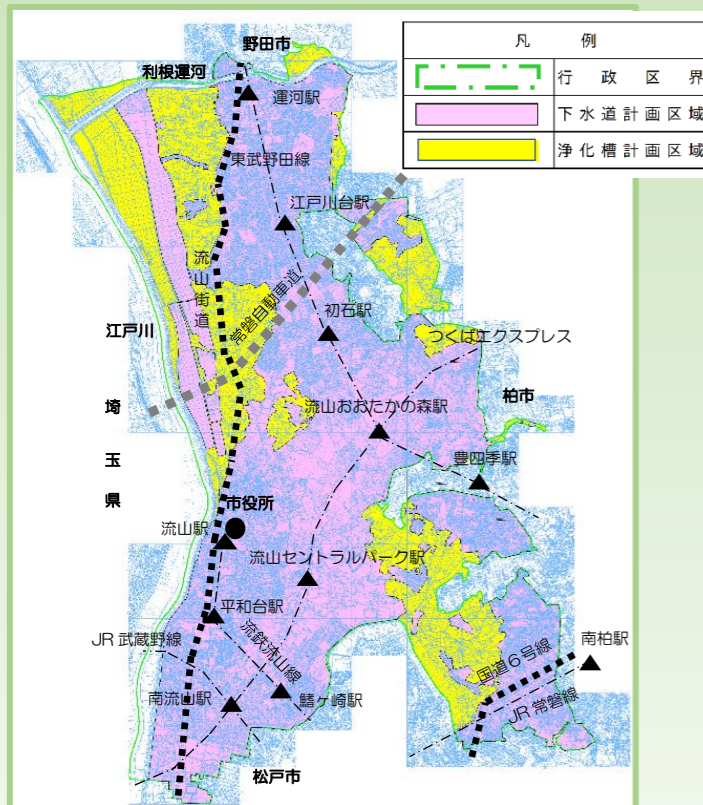 凡 例
行政区界
下水道計画区域
浄化槽計画区域
野田市
利根運河
運河駅
東武野田線
江戸川台駅
流山街道
常磐自動車道
初石駅
江戸川
つくばエクスプレス
埼玉県
流山おおたかの森駅
柏市
豊四季駅
市役所
流山駅
流山セントラルパーク駅
平和台駅
JR武蔵野線
流鉄流山線
国道6号線
南柏駅
南流山駅
鰭ヶ崎駅
JR常磐線
松戸市